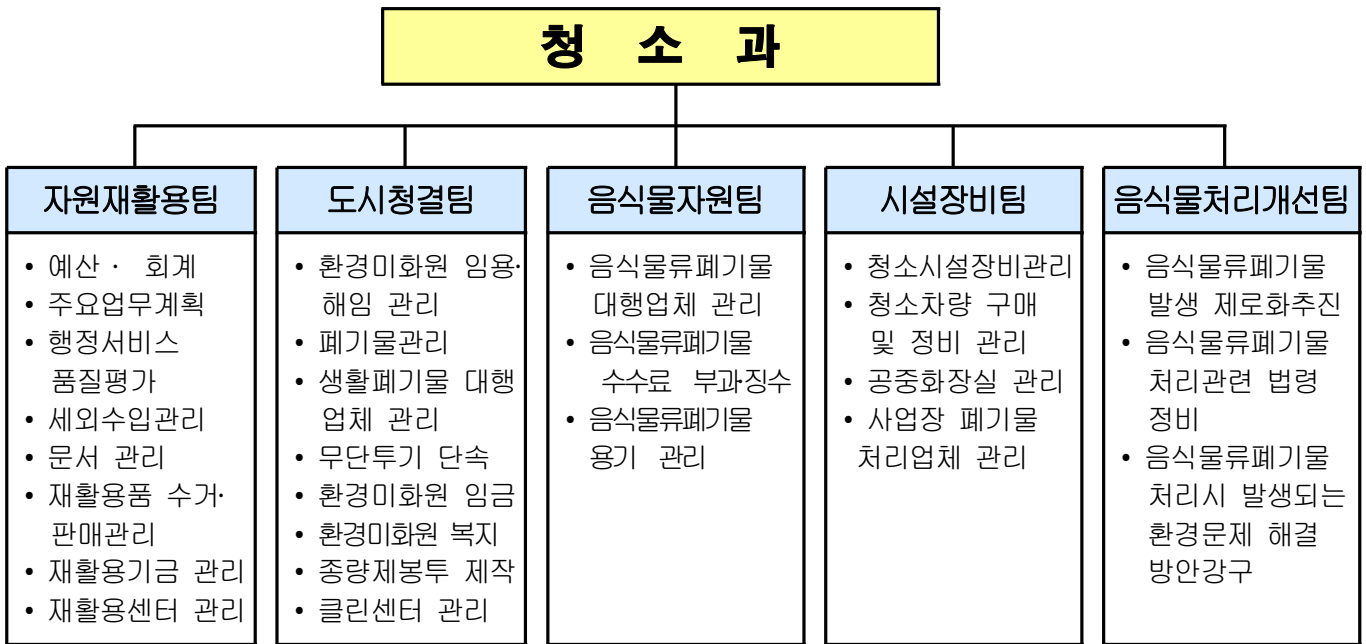 청 소 과
자원재활용팀
• 예산 · 회계
• 주요업무계획
• 행정서비스
품질평가
• 세외수입관리
• 문서 관리
• 재활용품 수거·
판매관리
• 재활용기금 관리
• 재활용센터 관리
도시청결팀
• 환경미화원 임용·
해임 관리
• 폐기물관리
• 생활폐기물 대행
업체 관리
• 무단투기 단속
• 환경미화원 임금
• 환경미화원 복지
• 종량제봉투 제작
• 클린센터 관리
음식물자원팀
• 음식물류폐기물
대행업체 관리
• 음식물류폐기물
수수료 부과·징수
• 음식물류폐기물
용기 관리
시설장비팀
• 청소시설장비관리
• 청소차량 구매
및 정비 관리
• 공중화장실 관리
• 사업장 폐기물
처리업체 관리
음식물처리개선팀
• 음식물류폐기물
발생 제로화추진
• 음식물류폐기물
처리관련 법령
정비
• 음식물류폐기물
처리시 발생되는
환경문제 해결
방안강구